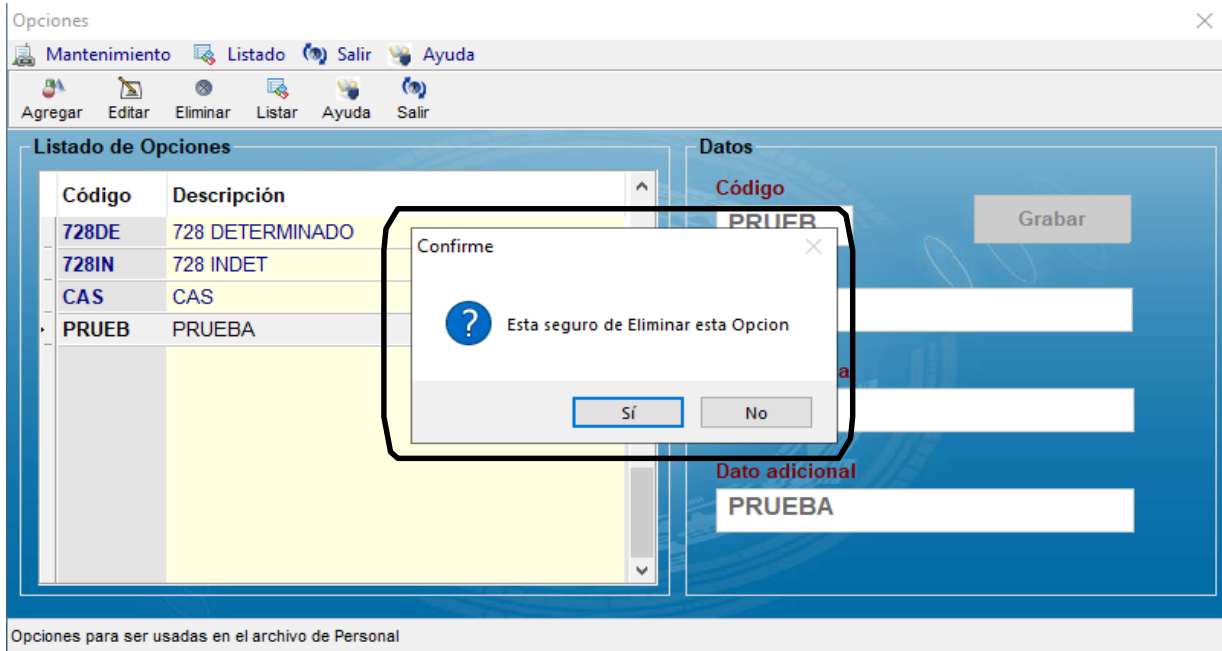 Opciones
Mantenimiento Listado Salir Ayuda
Agregar Editar Eliminar Listar Ayuda Salir
Listado de Opciones
Código Descripción
728DE 728 DETERMINADO
728IN 728 INDET
CAS CAS
PRUEB PRUEBA
Datos
Código
PRUEB
Grabar
Confirme
Esta seguro de Eliminar esta Opcion
Sí No
Dato adicional
PRUEBA
Opciones para ser usadas en el archivo de Personal